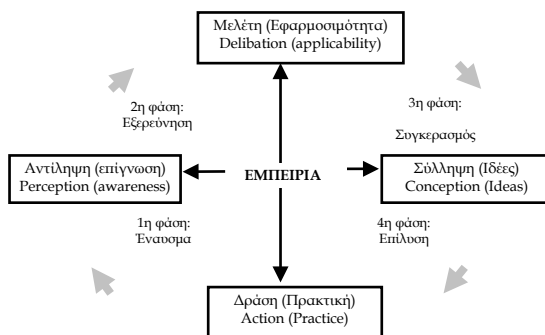 Μελέτη (Εφαρμοσιμότητα)
Delibation (applicability)
2η φάση:
Εξερεύνηση
3η φάση:
Συγκερασμός
Αντίληψη (επίγνωση)
Perception (awareness)
ΕΜΠΕΙΡΙΑ
Σύλληψη (Ιδέες)
Conception (Ideas)
1η φάση:
Έναυσμα
4η φάση:
Επίλυση
Δράση (Πρακτική)
Action (Practice)